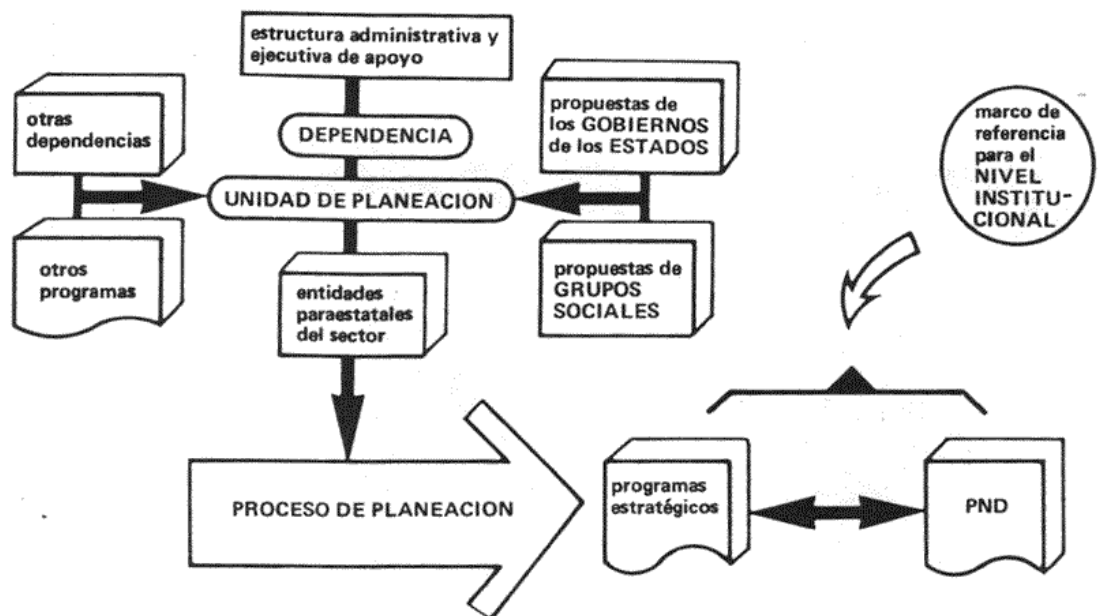 estructura administrativa y
ejecutiva de apoyo
otras
dependencias
DEPENDENCIA
propuestas de
los GOBIERNOS
de los ESTADOS
marco de
referencia
para el
NIVEL
INSTITU-
CIONAL
UNIDAD DE PLANEACION
otros
programas
entidades
paraestatales
del sector
propuestas de
GRUPOS
SOCIALES
PROCESO DE PLANEACION
programas
estratégicos
PND